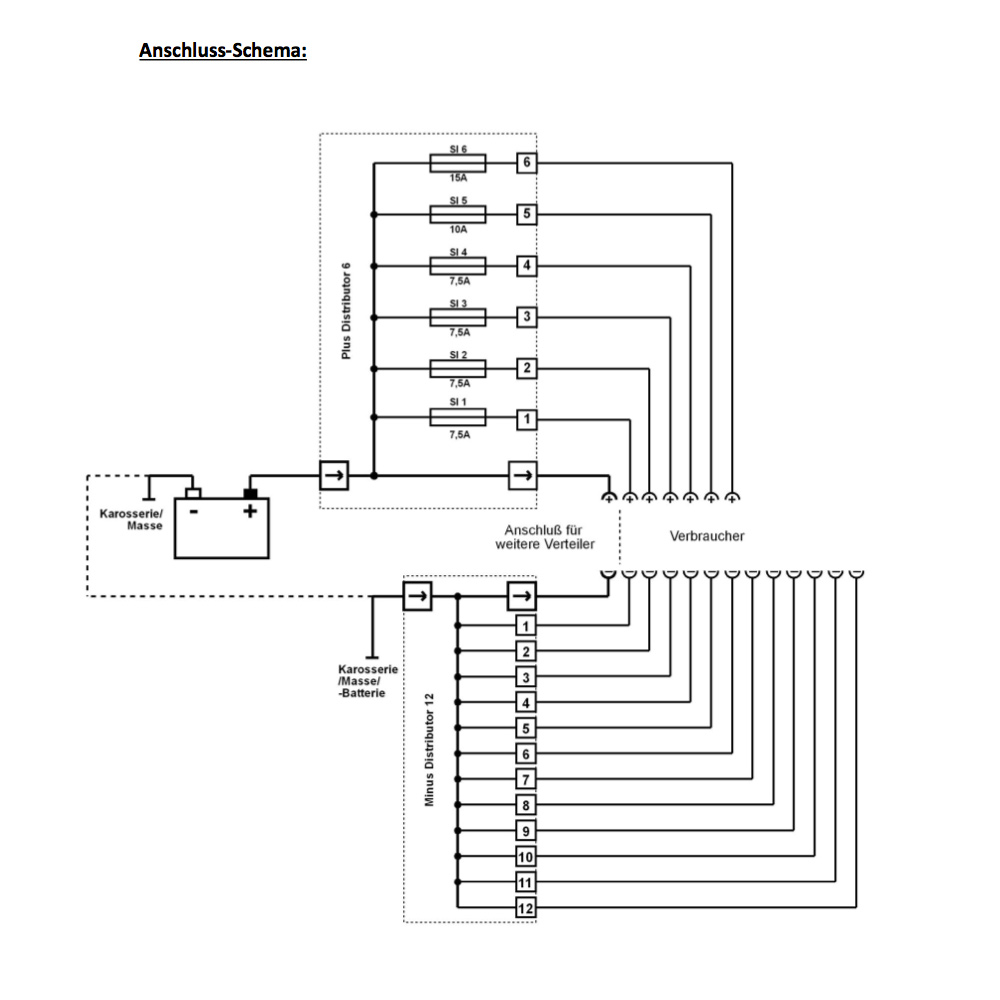 Anschluss-Schema:
SI 6
15A
6
SI 5
10A
5
SI 4
7,5A
4
SI 3
7,5A
3
SI 2
7,5A
2
SI 1
7,5A
1
Plus Distributor 6
Karosserie/
Masse
- +
+ + + + + + +
Anschluß für
weitere Verteiler
Verbraucher
- - - - - - - - - - - - -
Karosserie
/Masse/
-Batterie
Minus Distributor 12
1
2
3
4
5
6
7
8
9
10
11
12